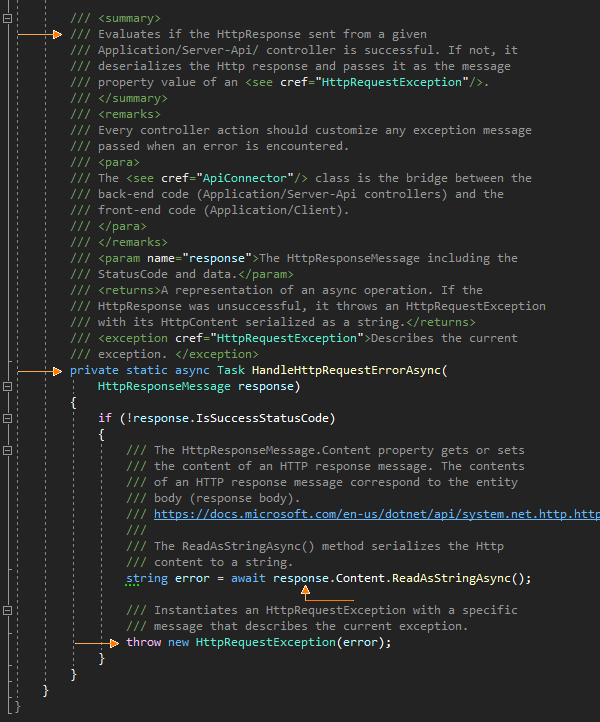 /// <summary>
/// Evaluates if the HttpResponse sent from a given
/// Application/Server-Api/ controller is successful. If not, it
/// deserializes the Http response and passes it as the message
/// property value of an <see cref="HttpRequestException"/>.
/// </summary>
/// <remarks>
/// Every controller action should customize any exception message
/// passed when an error is encountered.
/// <para>
/// The <see cref="ApiConnector"/> class is the bridge between the
/// back-end code (Application/Server-Api controllers) and the
/// front-end code (Application/Client).
/// </para>
/// </remarks>
/// <param name="response">The HttpResponseMessage including the
/// StatusCode and data.</param>
/// <returns>A representation of an async operation. If the
/// HttpResponse was unsuccessful, it throws an HttpRequestException
/// with its HttpContent serialized as a string.</returns>
/// <exception cref="HttpRequestException">Describes the current
/// exception. </exception>
private static async Task HandleHttpRequestErrorAsync(
HttpResponseMessage response)
{
if (!response.IsSuccessStatusCode)
{
/// The HttpResponseMessage.Content property gets or sets
/// the content of an HTTP response message. The contents
/// of an HTTP response message correspond to the entity
/// body (response body).
/// https://docs.microsoft.com/en-us/dotnet/api/system.net.http.http
///
/// The ReadAsStringAsync() method serializes the Http
/// content to a string.
string error = await response.Content.ReadAsStringAsync();
/// Instantiates an HttpRequestException with a specific
/// message that describes the current exception.
throw new HttpRequestException(error);
}
}
}
}